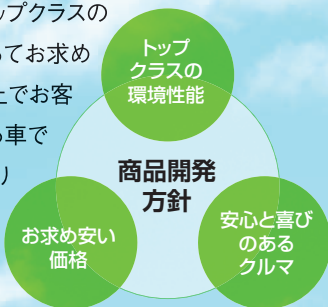 ップクラスの
ってお求め
上でお客
る車で
り
トップ
クラスの
環境性能
商品開発
方針
お求め安い
価格
安心と喜び
のある
クルマ